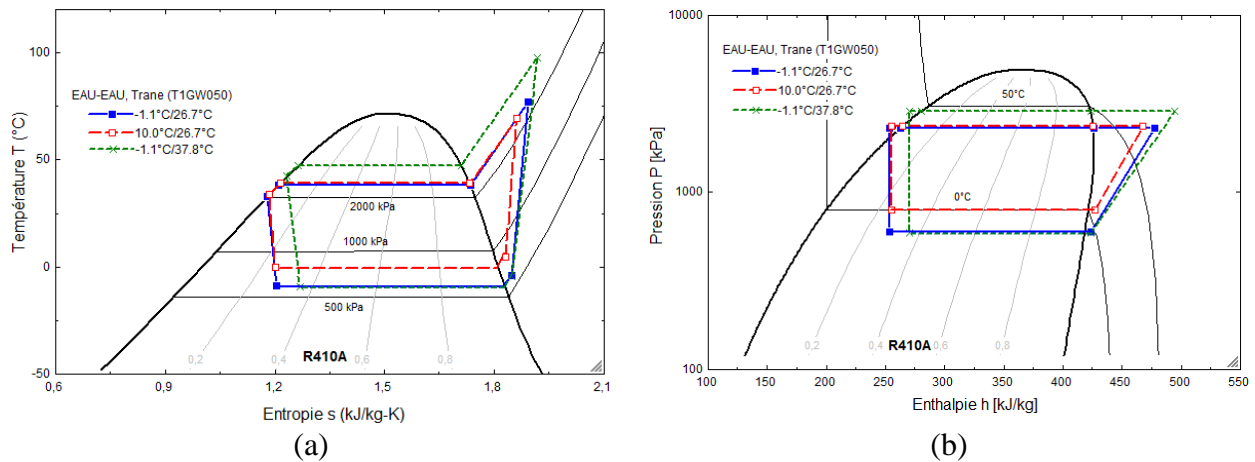 100
50
0
-50
0,6
0,9
1,2
1,5
1,8
2,1
Température T (°C)
Entropie s (kJ/kg-K)
EAU-EAU, Trane (T1GW050)
-1.1°C/26.7°C
10.0°C/26.7°C
-1.1°C/37.8°C
2000 kPa
1000 kPa
500 kPa
0,2
0,4
0,6
0,8
R410A
(a)
10000
1000
100
100
150
200
250
300
350
400
450
500
550
Pression P [kPa]
Enthalpie h [kJ/kg]
EAU-EAU, Trane (T1GW050)
-1.1°C/26.7°C
10.0°C/26.7°C
-1.1°C/37.8°C
50°C
0°C
0,2
0,4
0,6
0,8
R410A
(b)